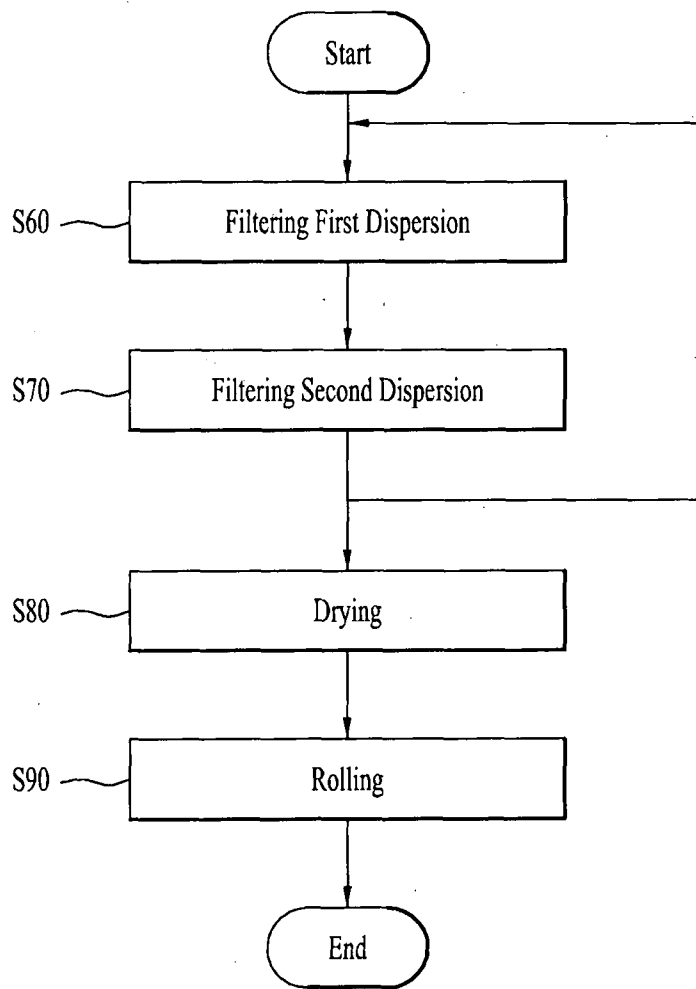 Start
S60 Filtering First Dispersion
S70 Filtering Second Dispersion
S80 Drying
S90 Rolling
End